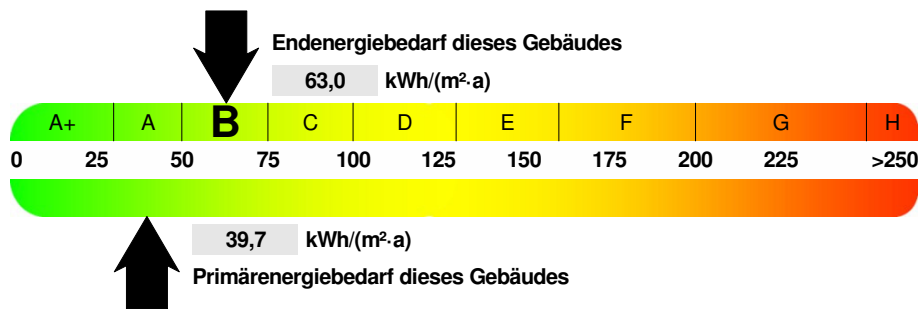 Endenergiebedarf dieses Gebäudes
63,0 kWh/(m²·a)
A+ A B C D E F G H
0 25 50 75 100 125 150 175 200 225 >250
39,7 kWh/(m²·a)
Primärenergiebedarf dieses Gebäudes